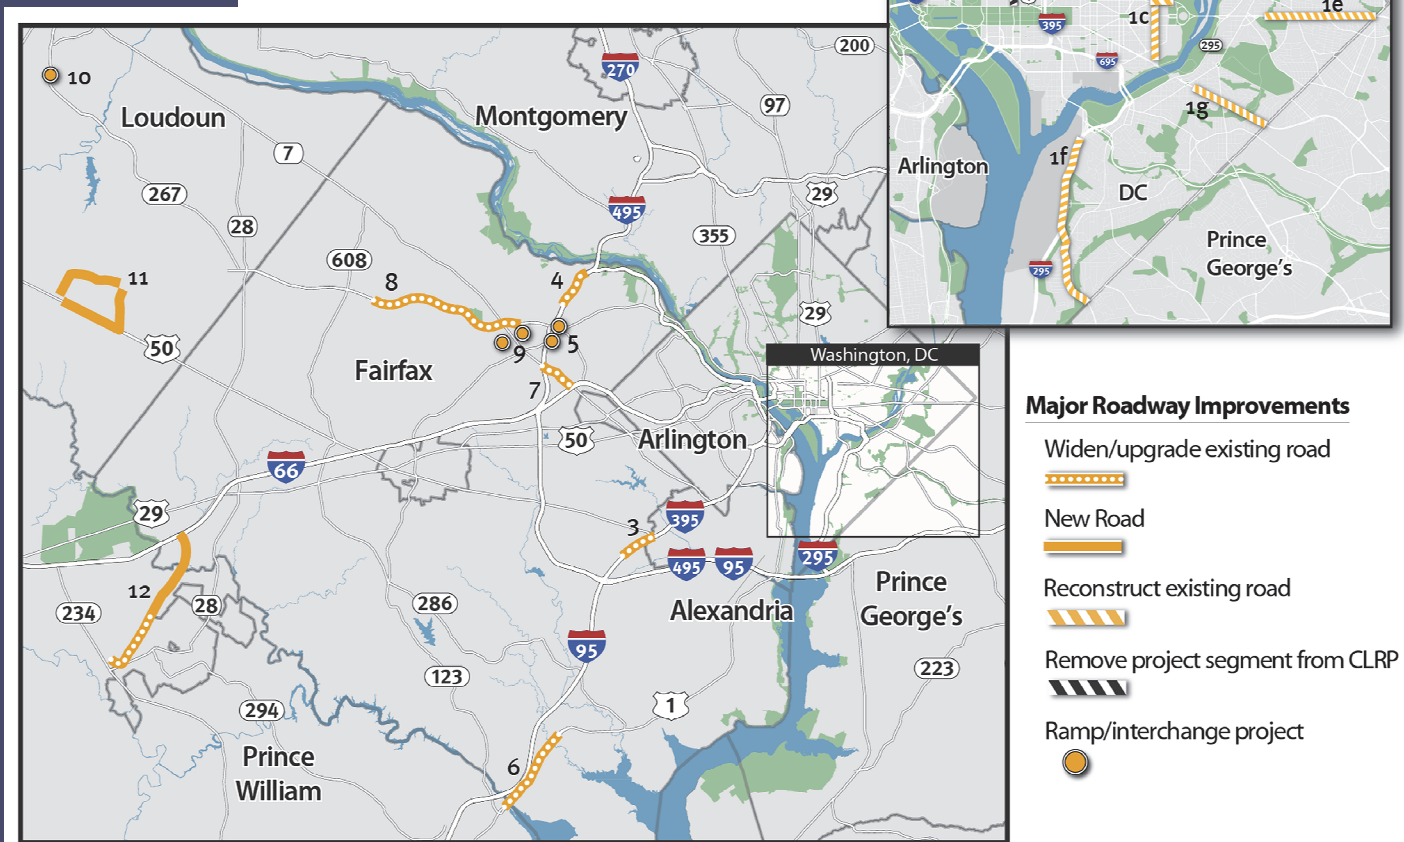 10
Loudoun
Montgomery
270
200
97
7
267
28
495
29
355
608
8
4
11
50
9
5
Fairfax
7
29
Washington, DC
50
Arlington
66
29
3
395
495
95
295
12
234
28
286
Alexandria
Prince
George's
95
123
223
294
1
Prince
William
6
395
1c
1e
695
295
1g
1f
Arlington
DC
Prince
George's
295
Major Roadway Improvements
Widen/upgrade existing road
New Road
Reconstruct existing road
Remove project segment from CLRP
Ramp/interchange project